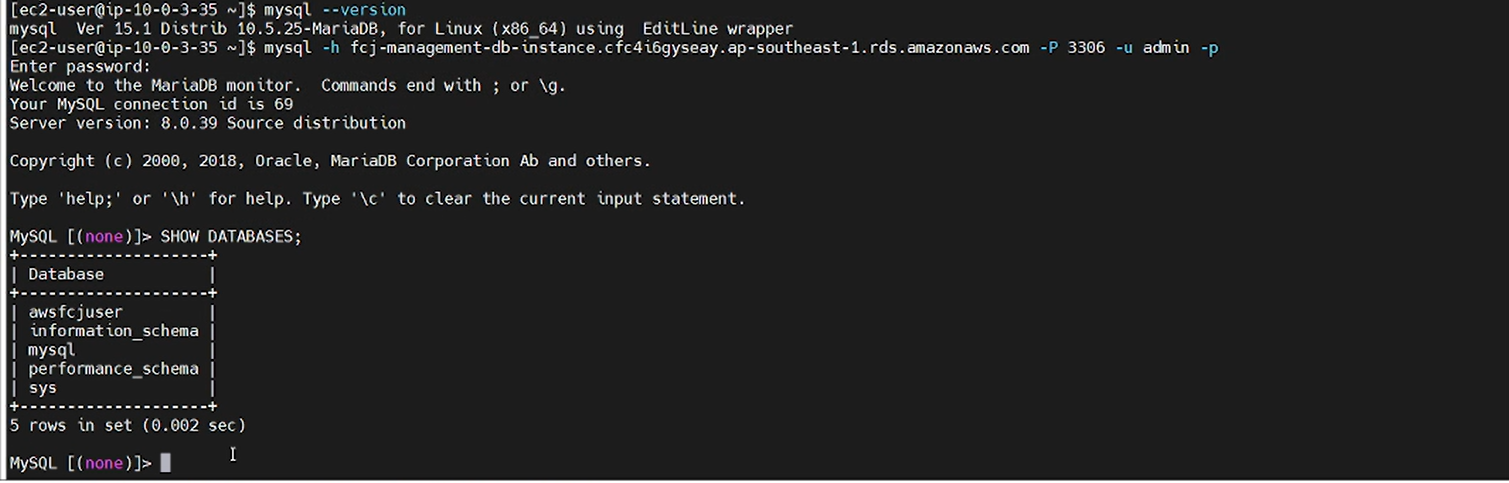 [ec2-user@ip-10-0-3-35 ~]$ mysql --version
mysql  Ver 15.1 Distrib 10.5.25-MariaDB, for Linux (x86_64) using  EditLine wrapper
[ec2-user@ip-10-0-3-35 ~]$ mysql -h fcj-management-db-instance.cfc4i6gyseay.ap-southeast-1.rds.amazonaws.com -P 3306 -u admin -p
Enter password:
Welcome to the MariaDB monitor.  Commands end with ; or \g.
Your MySQL connection id is 69
Server version: 8.0.39 Source distribution
Copyright (c) 2000, 2018, Oracle, MariaDB Corporation Ab and others.
Type 'help;' or '\h' for help. Type '\c' to clear the current input statement.
MySQL [(none)]> SHOW DATABASES;
+--------------------+
| Database           |
+--------------------+
| awsfcjuser         |
| information_schema |
| mysql              |
| performance_schema |
| sys                |
+--------------------+
5 rows in set (0.002 sec)
MySQL [(none)]>